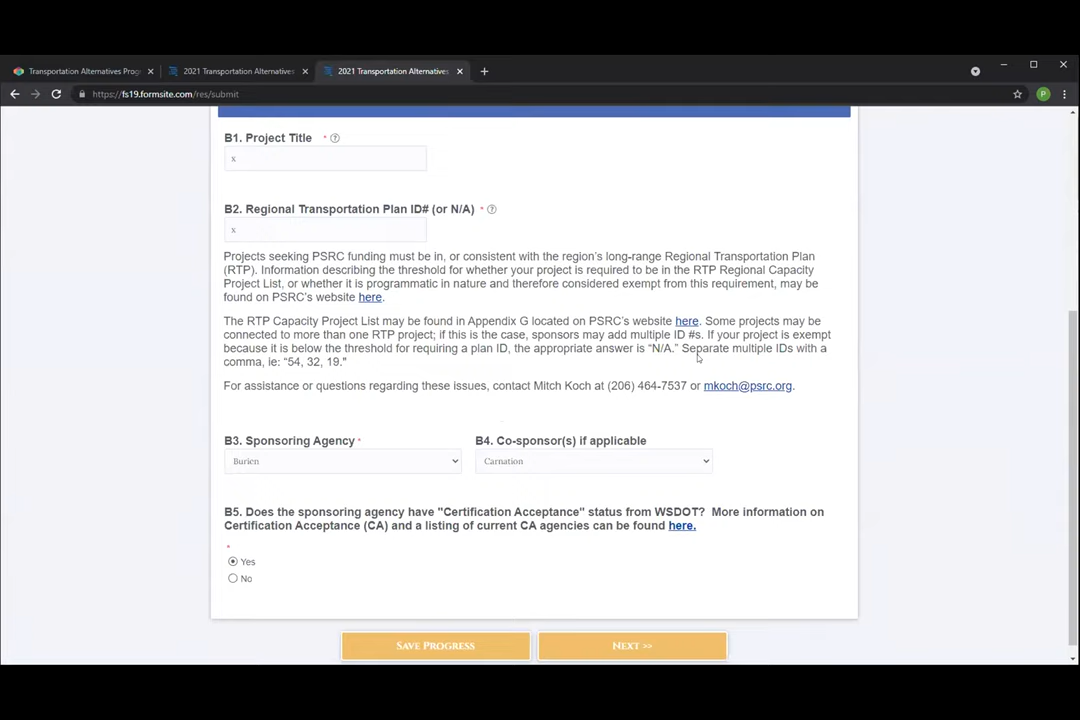 Transportation Alternatives Prog
2021 Transportation Alternatives
2021 Transportation Alternatives
https://fs19.formsite.com/res/submit
P
B1. Project Title *
x
B2. Regional Transportation Plan ID# (or N/A) *
x
Projects seeking PSRC funding must be in, or consistent with the region's long-range Regional Transportation Plan
(RTP). Information describing the threshold for whether your project is required to be in the RTP Regional Capacity
Project List, or whether it is programmatic in nature and therefore considered exempt from this requirement, may be
found on PSRC's website here.
The RTP Capacity Project List may be found in Appendix G located on PSRC's website here. Some projects may be
connected to more than one RTP project; if this is the case, sponsors may add multiple ID #s. If your project is exempt
because it is below the threshold for requiring a plan ID, the appropriate answer is “N/A.” Separate multiple IDs with a
comma, ie: “54, 32, 19."
For assistance or questions regarding these issues, contact Mitch Koch at (206) 464-7537 or mkoch@psrc.org.
B3. Sponsoring Agency * B4. Co-sponsor(s) if applicable
Burien Carnation
B5. Does the sponsoring agency have "Certification Acceptance" status from WSDOT? More information on
Certification Acceptance (CA) and a listing of current CA agencies can be found here.
*
Yes
No
Save Progress Next >>